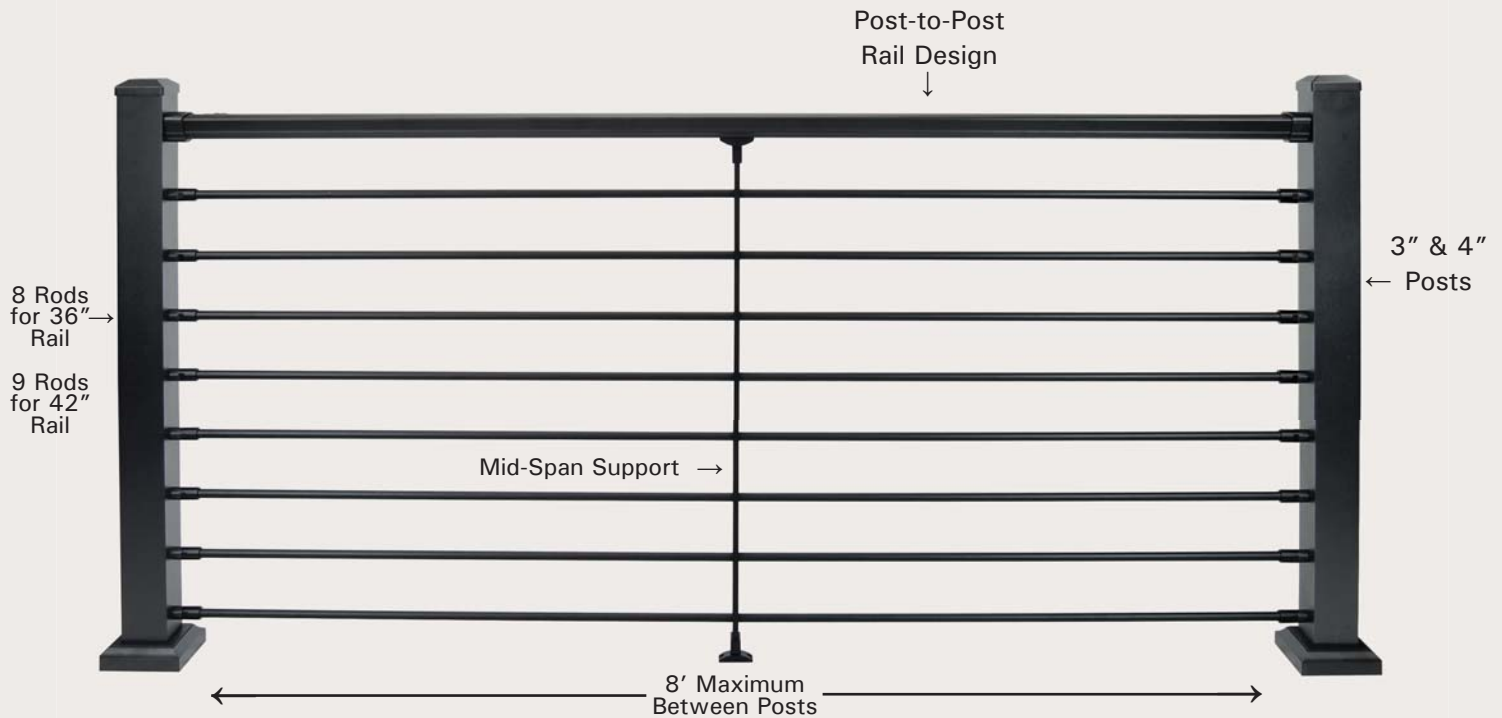 Post-to-Post
Rail Design
↓
3" & 4"
← Posts
8 Rods
for 36" →
Rail
9 Rods
for 42"
Rail
Mid-Span Support →
8' Maximum
Between Posts